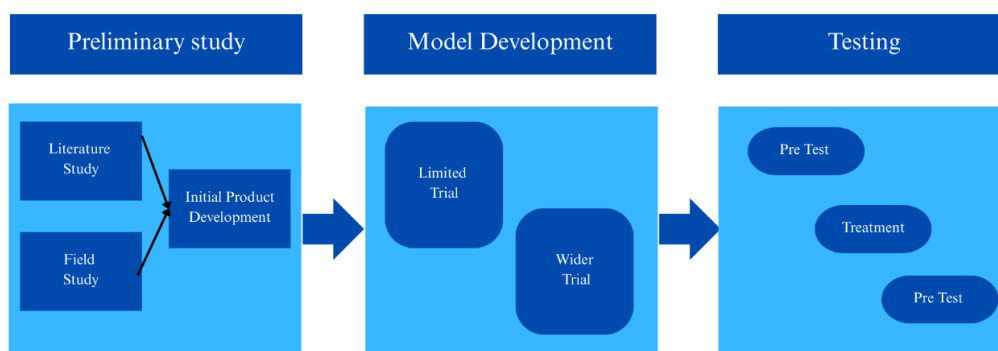 Preliminary study
Model Development
Testing
Literature
Study
Initial Product
Development
Field
Study
Limited
Trial
Wider
Trial
Pre Test
Treatment
Pre Test